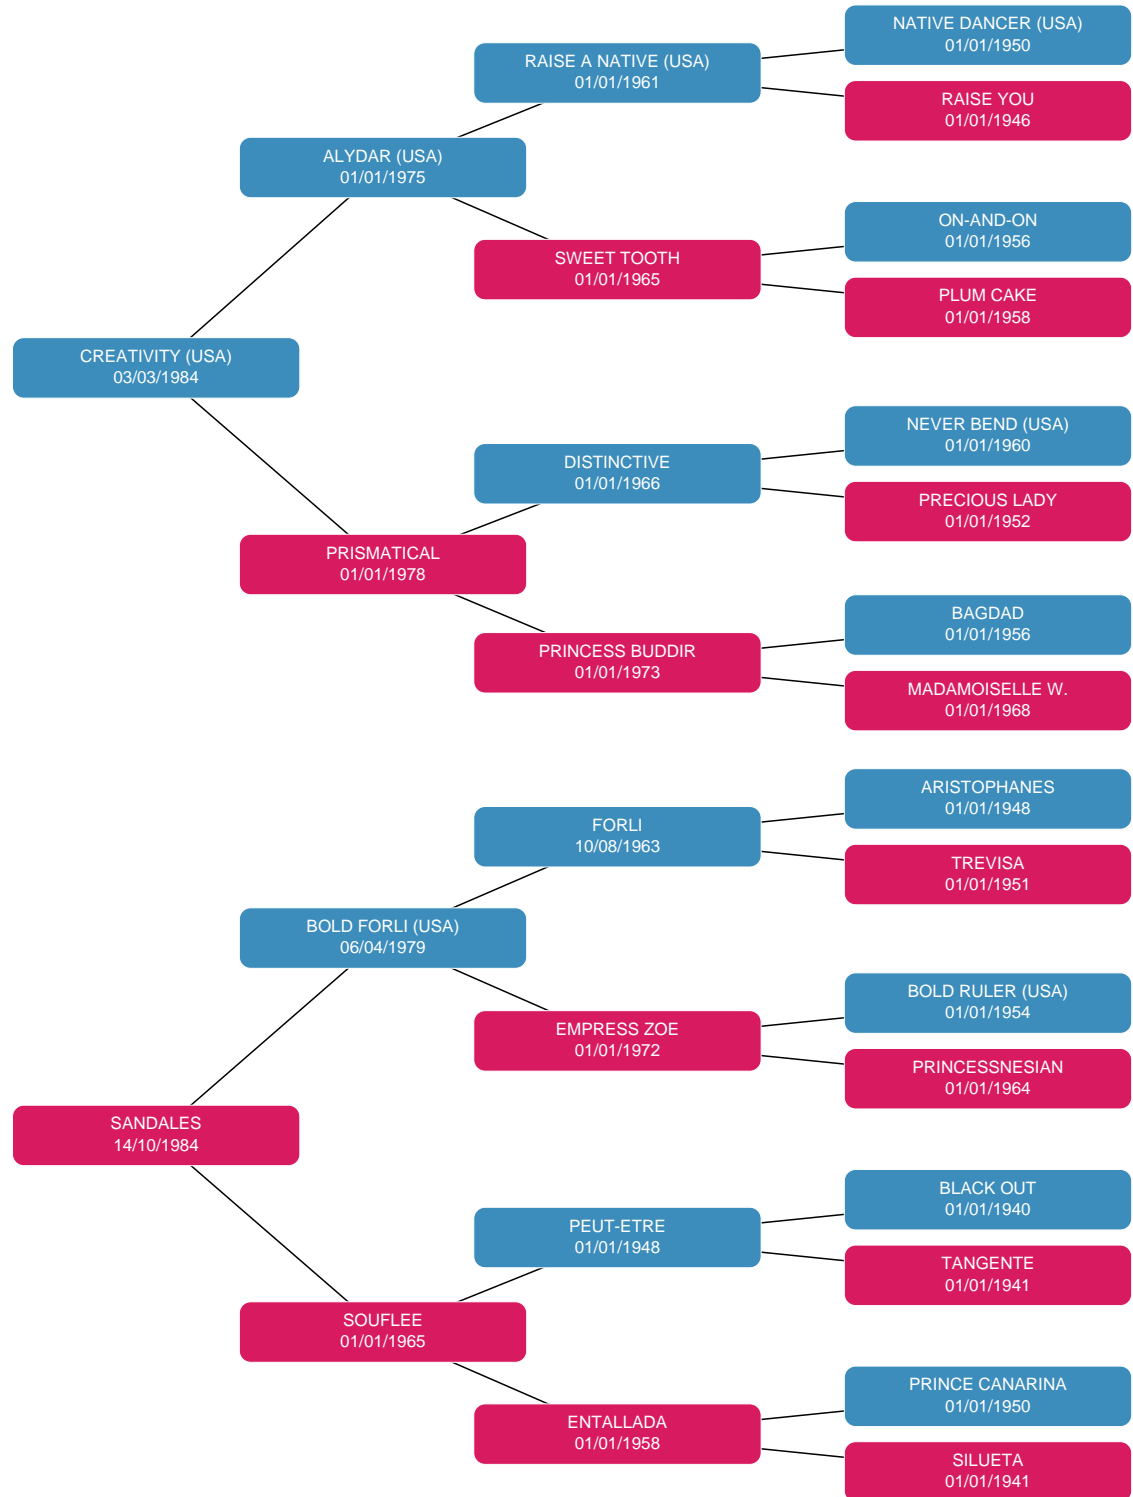 NATIVE DANCER (USA)
01/01/1950
RAISE A NATIVE (USA)
01/01/1961
RAISE YOU
01/01/1946
ALYDAR (USA)
01/01/1975
ON-AND-ON
01/01/1956
SWEET TOOTH
01/01/1965
PLUM CAKE
01/01/1958
CREATIVITY (USA)
03/03/1984
NEVER BEND (USA)
01/01/1960
DISTINCTIVE
01/01/1966
PRECIOUS LADY
01/01/1952
PRISMATICAL
01/01/1978
BAGDAD
01/01/1956
PRINCESS BUDDIR
01/01/1973
MADAMOISELLE W.
01/01/1968
ARISTOPHANES
01/01/1948
FORLI
10/08/1963
TREVISA
01/01/1951
BOLD FORLI (USA)
06/04/1979
BOLD RULER (USA)
01/01/1954
EMPRESS ZOE
01/01/1972
PRINCESSNESIAN
01/01/1964
SANDALES
14/10/1984
BLACK OUT
01/01/1940
PEUT-ETRE
01/01/1948
TANGENTE
01/01/1941
SOUFLEE
01/01/1965
PRINCE CANARINA
01/01/1950
ENTALLADA
01/01/1958
SILUETA
01/01/1941